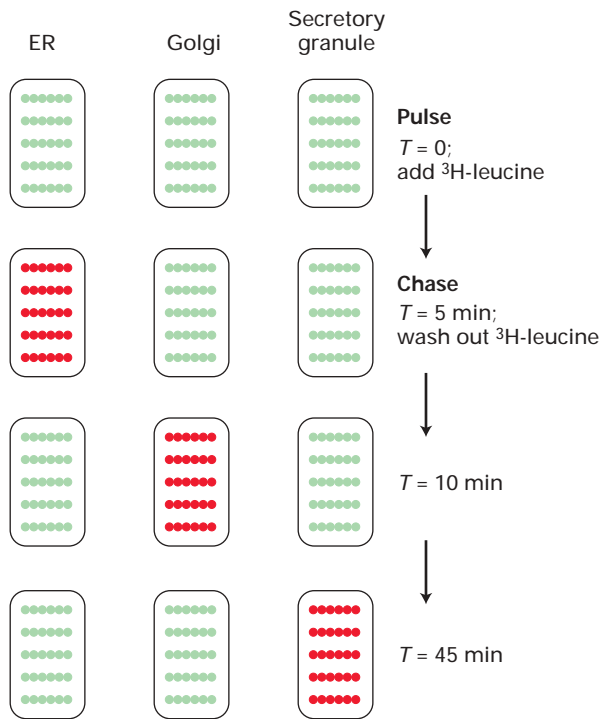 ER
Golgi
Secretory
granule
Pulse
T = 0;
add ³H-leucine
Chase
T = 5 min;
wash out ³H-leucine
T = 10 min
T = 45 min